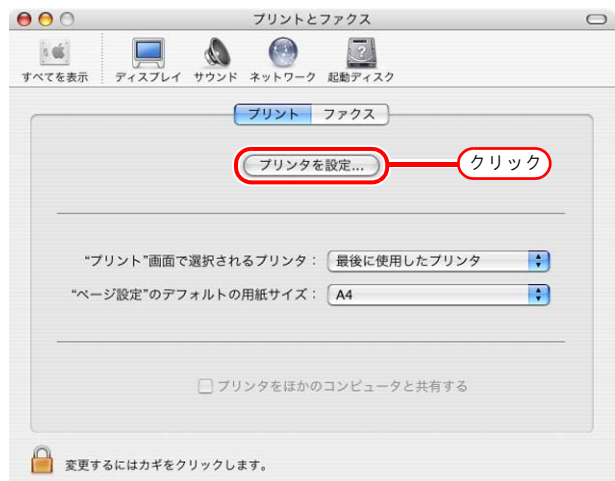 プリントとファクス
すべてを表示 ディスプレイ サウンド ネットワーク 起動ディスク
プリント ファクス
プリンタを設定... クリック
“プリント”画面で選択されるプリンタ： 最後に使用したプリンタ
“ページ設定”のデフォルトの用紙サイズ： A4
プリンタをほかのコンピュータと共有する
変更するにはカギをクリックします。